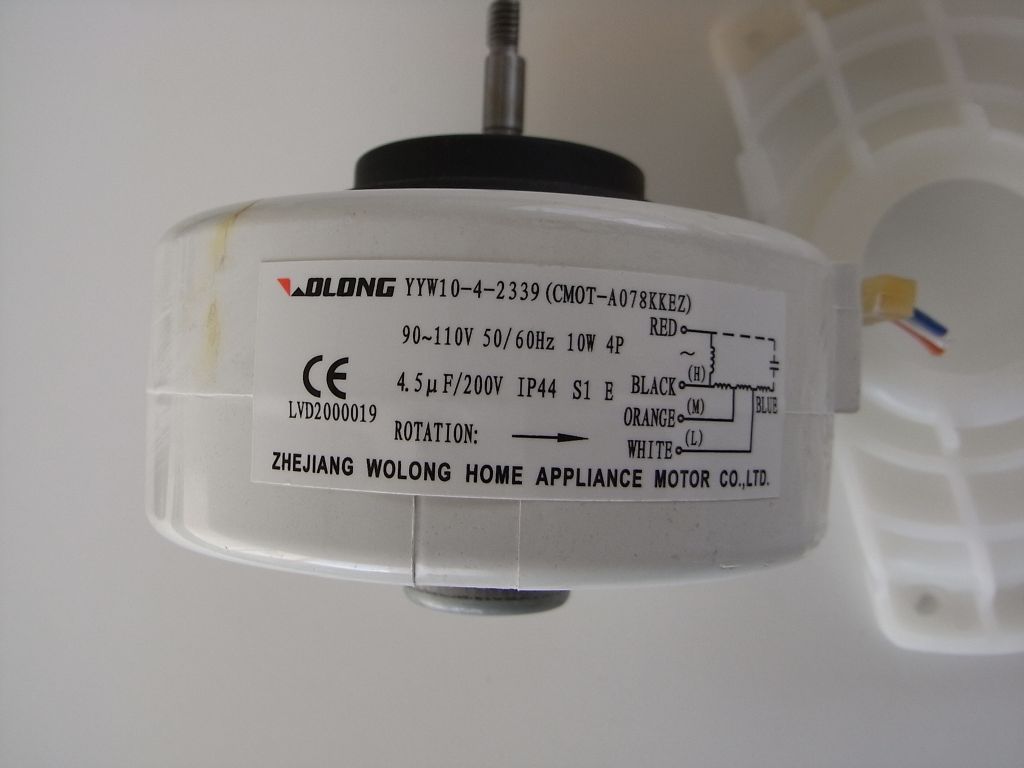 WOLONG YYW10-4-2339(CMOT-A078KKEZ)
90~110V 50/60Hz 10W 4P
CE 4.5μF/200V IP44 S1 E
LVD2000019
ROTATION:
RED
~
(H)
BLACK
BLUE
(M)
ORANGE
(L)
WHITE
ZHEJIANG WOLONG HOME APPLIANCE MOTOR CO.,LTD.